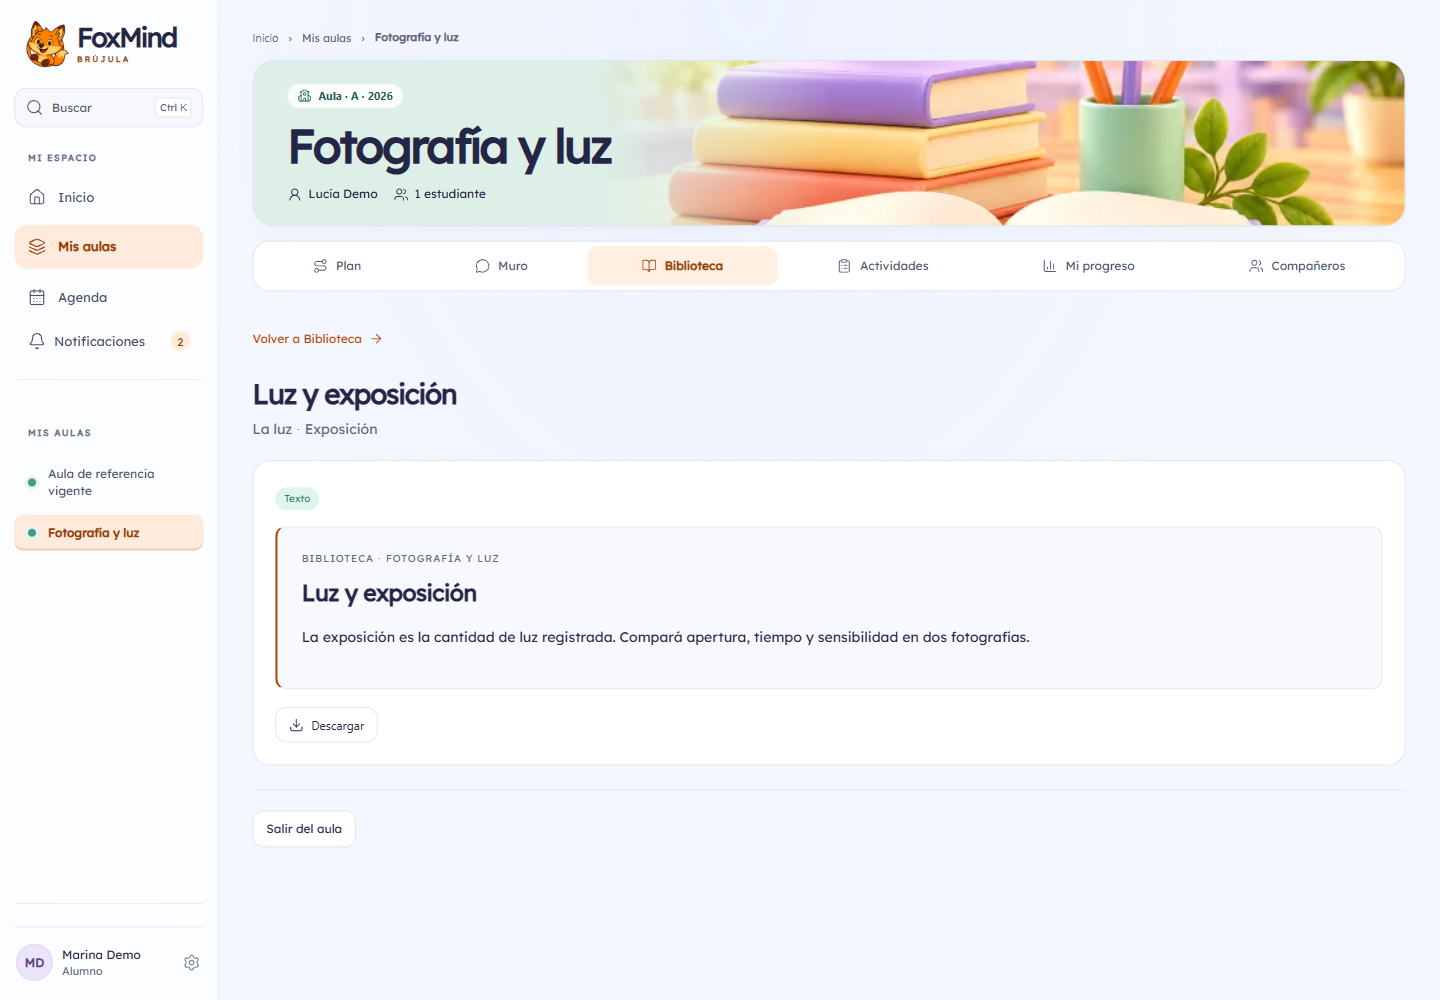 FoxMind
BRÚJULA
Buscar
Ctrl K
MI ESPACIO
Inicio
Mis aulas
Agenda
Notificaciones
2
MIS AULAS
Aula de referencia
vigente
Fotografía y luz
MD
Marina Demo
Alumno
Inicio › Mis aulas › Fotografía y luz
Aula · A · 2026
Fotografía y luz
Lucía Demo
1 estudiante
Plan
Muro
Biblioteca
Actividades
Mi progreso
Compañeros
Volver a Biblioteca →
Luz y exposición
La luz · Exposición
Texto
BIBLIOTECA · FOTOGRAFÍA Y LUZ
Luz y exposición
La exposición es la cantidad de luz registrada. Compará apertura, tiempo y sensibilidad en dos fotografías.
Descargar
Salir del aula